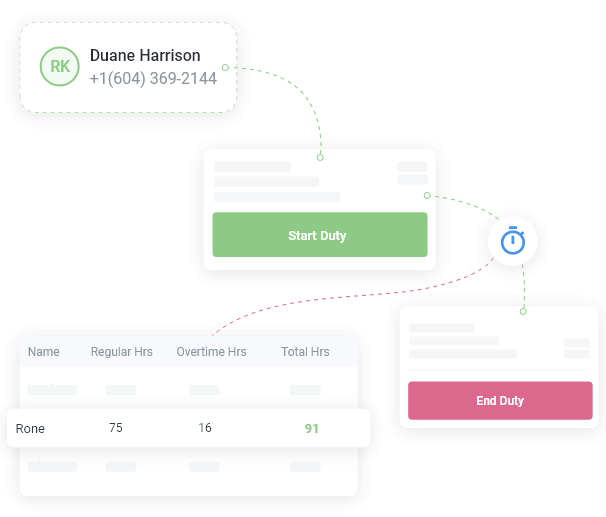 RK
Duane Harrison
+1(604) 369-2144
Start Duty
End Duty
Name Regular Hrs Overtime Hrs Total Hrs
Rone 75 16 91